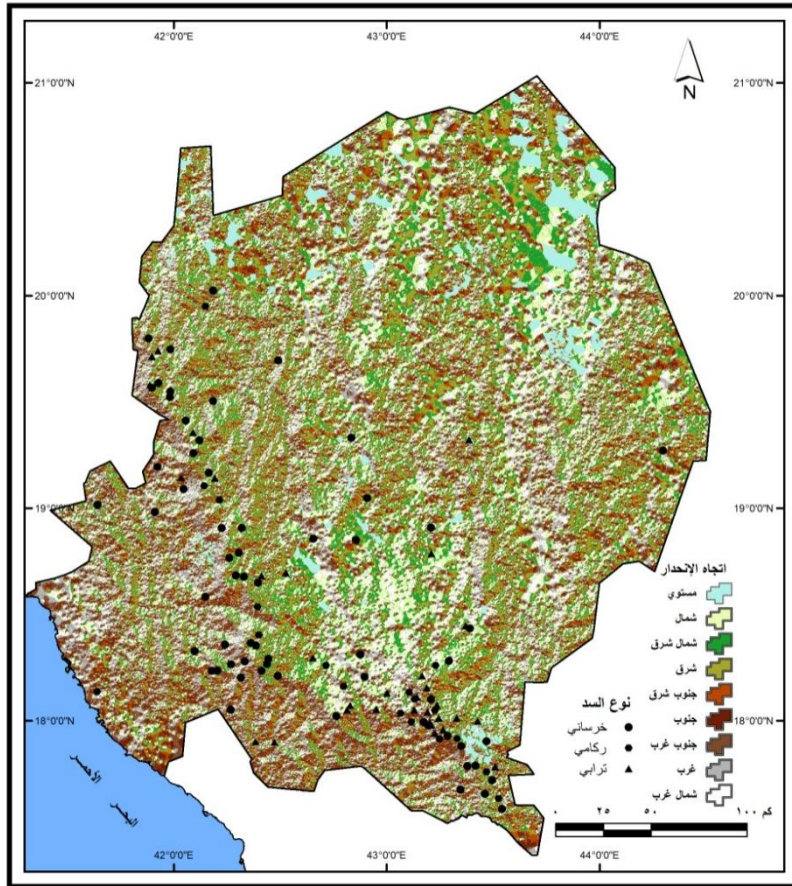 42°0'0"E 43°0'0"E 44°0'0"E
21°0'0"N 21°0'0"N
N
20°0'0"N 20°0'0"N
19°0'0"N 19°0'0"N
اتجاه الإنحدار
مستوي
شمال
شمال شرق
شرق
جنوب شرق
جنوب
جنوب غرب
غرب
شمال غرب
نوع السد
خرساني
ركامي
ترابي
18°0'0"N 18°0'0"N
البحر
الأحمر
٠ ٢٥ ٥٠ ١٠٠ كم
42°0'0"E 43°0'0"E 44°0'0"E